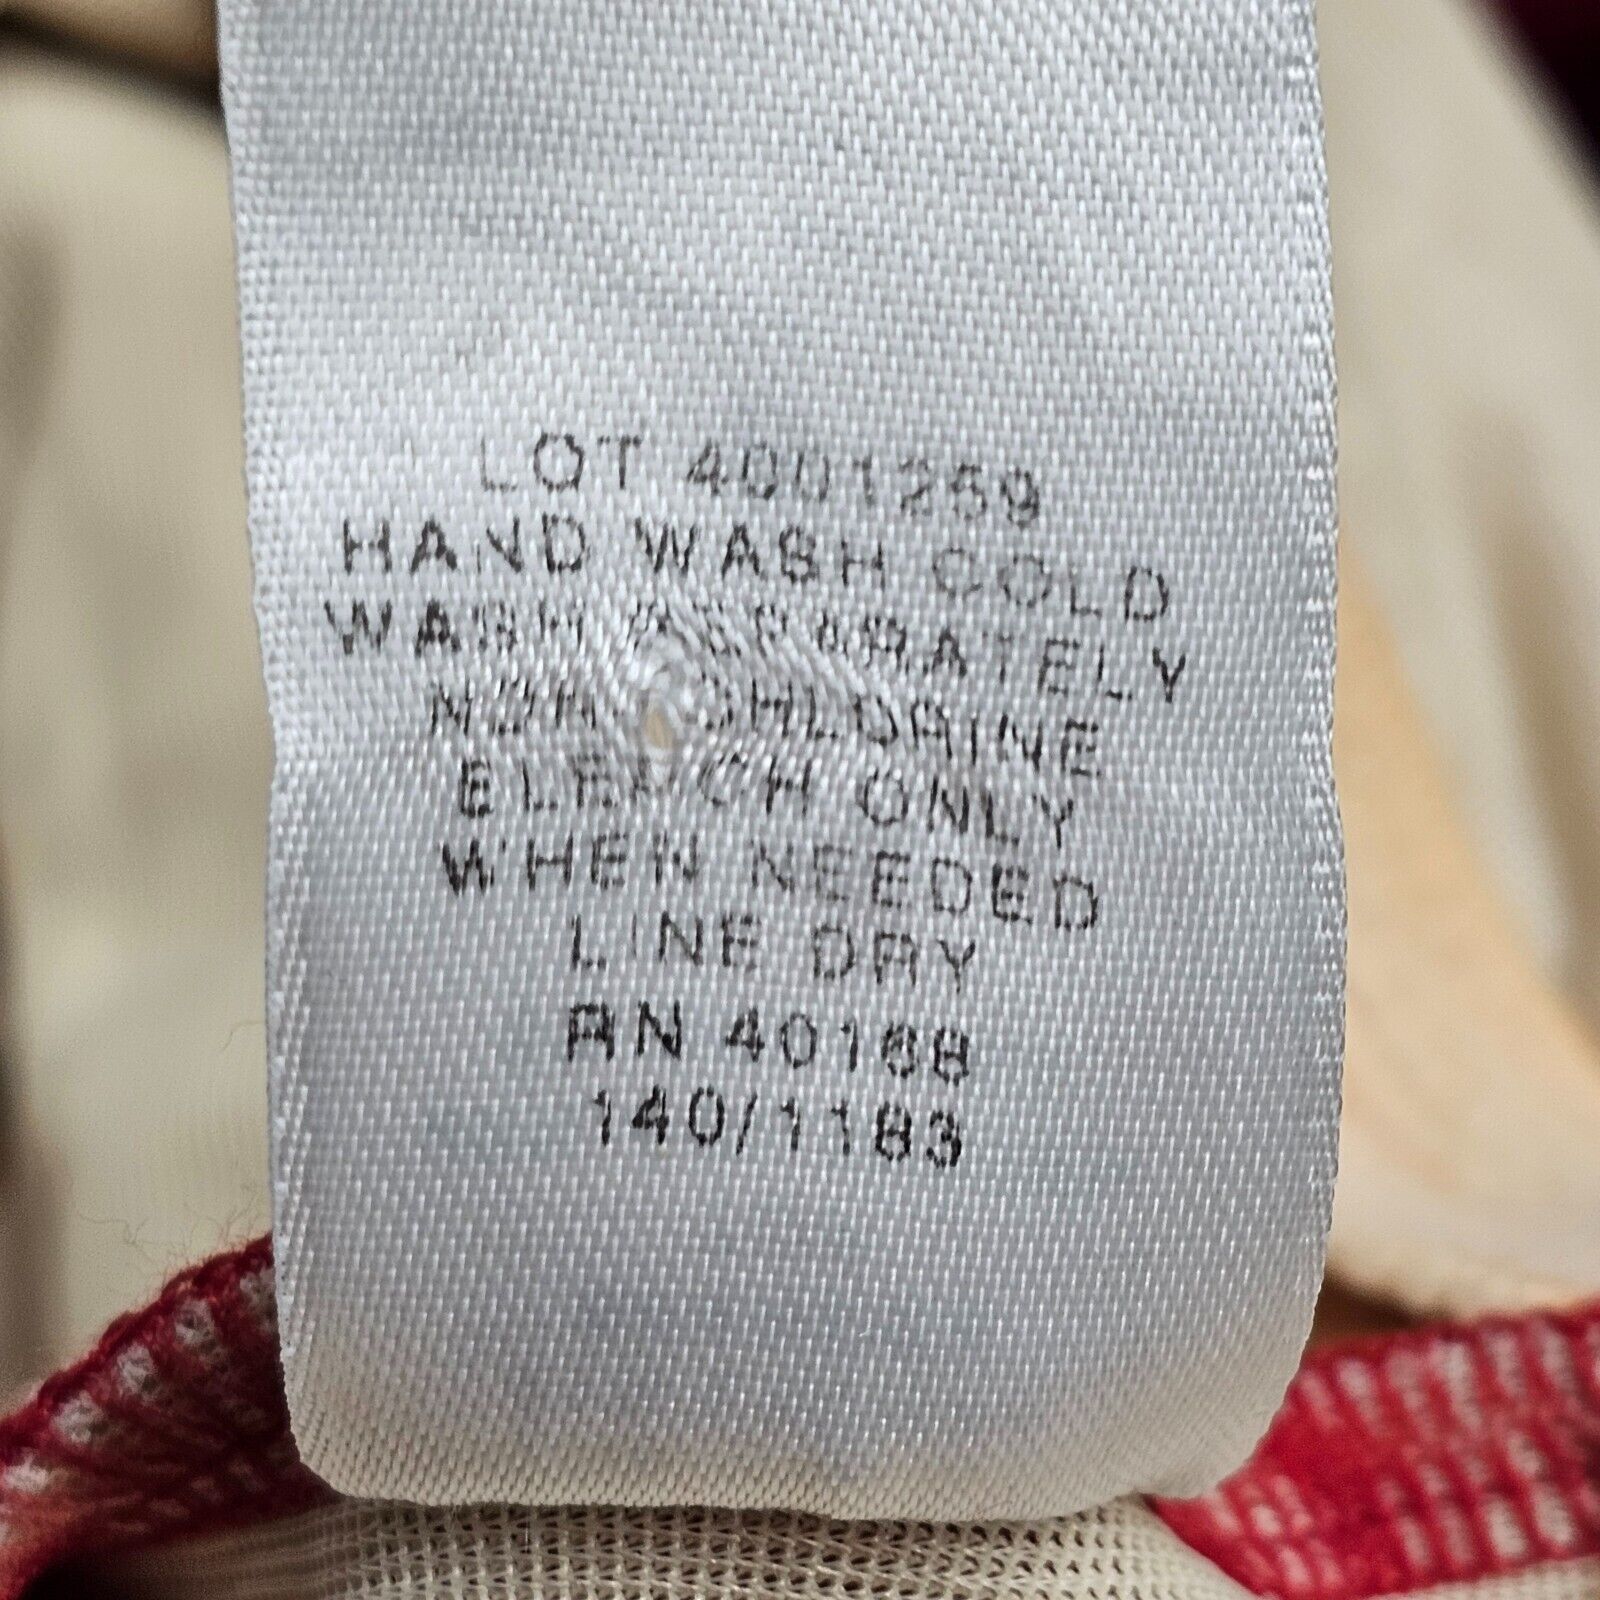 LOT 4001259
HAND WASH COLD
WASH SEPARATELY
NON CHLORINE
BLEACH ONLY
WHEN NEEDED
LINE DRY
RN 40168
140/1183